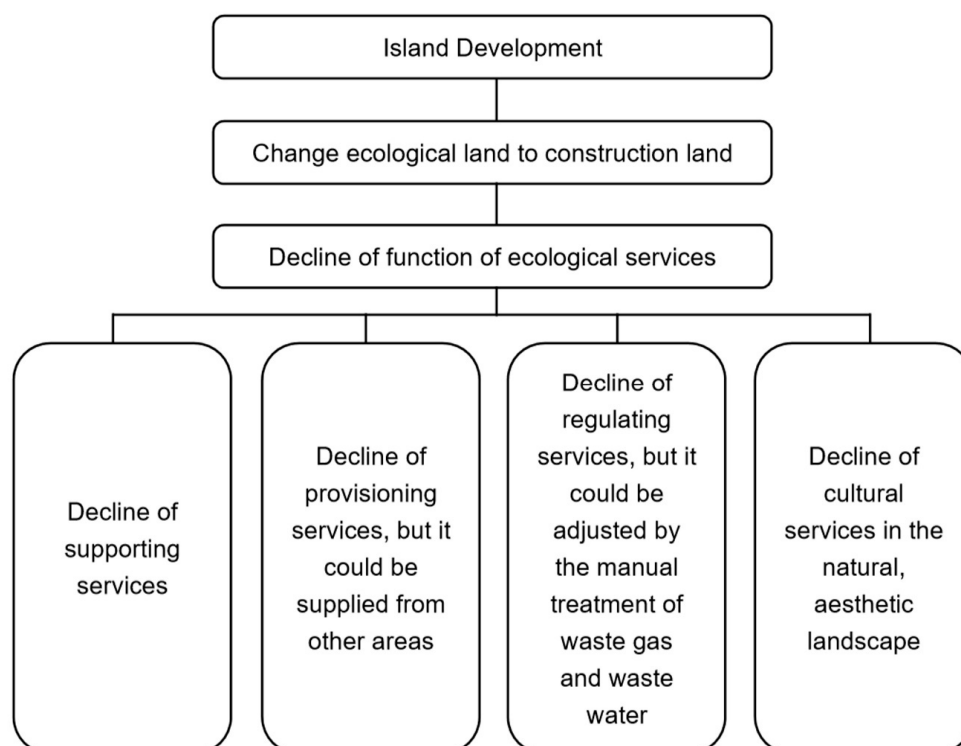 Island Development
Change ecological land to construction land
Decline of function of ecological services
Decline of
supporting
services
Decline of
provisioning
services, but it
could be
supplied from
other areas
Decline of
regulating
services, but it
could be
adjusted by
the manual
treatment of
waste gas
and waste
water
Decline of
cultural
services in the
natural,
aesthetic
landscape